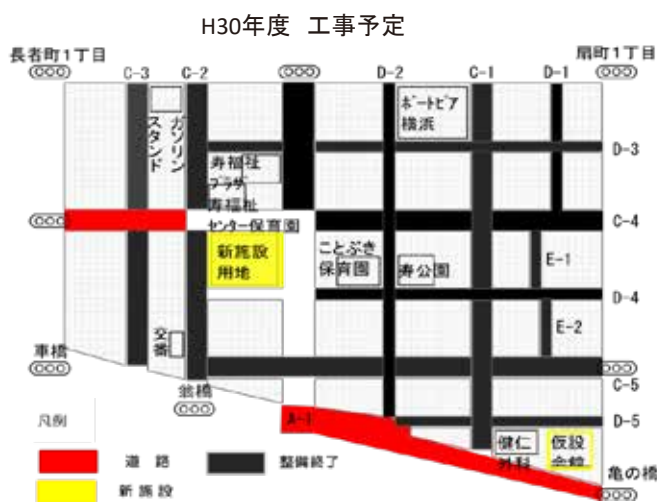 H30年度 工事予定
長者町1丁目
扇町1丁目
C-3
C-2
D-2
C-1
D-1
ガソリン
スタンド
ボートピア
横浜
寿福祉
プラザ
寿福祉
センター保育園
D-3
C-4
新施設
用地
ことぶき
保育園
寿公園
E-1
D-4
E-2
交番
車橋
翁橋
C-5
D-5
A-1
健仁
外科
仮設
会館
亀の橋
凡例
道路
整備終了
新施設